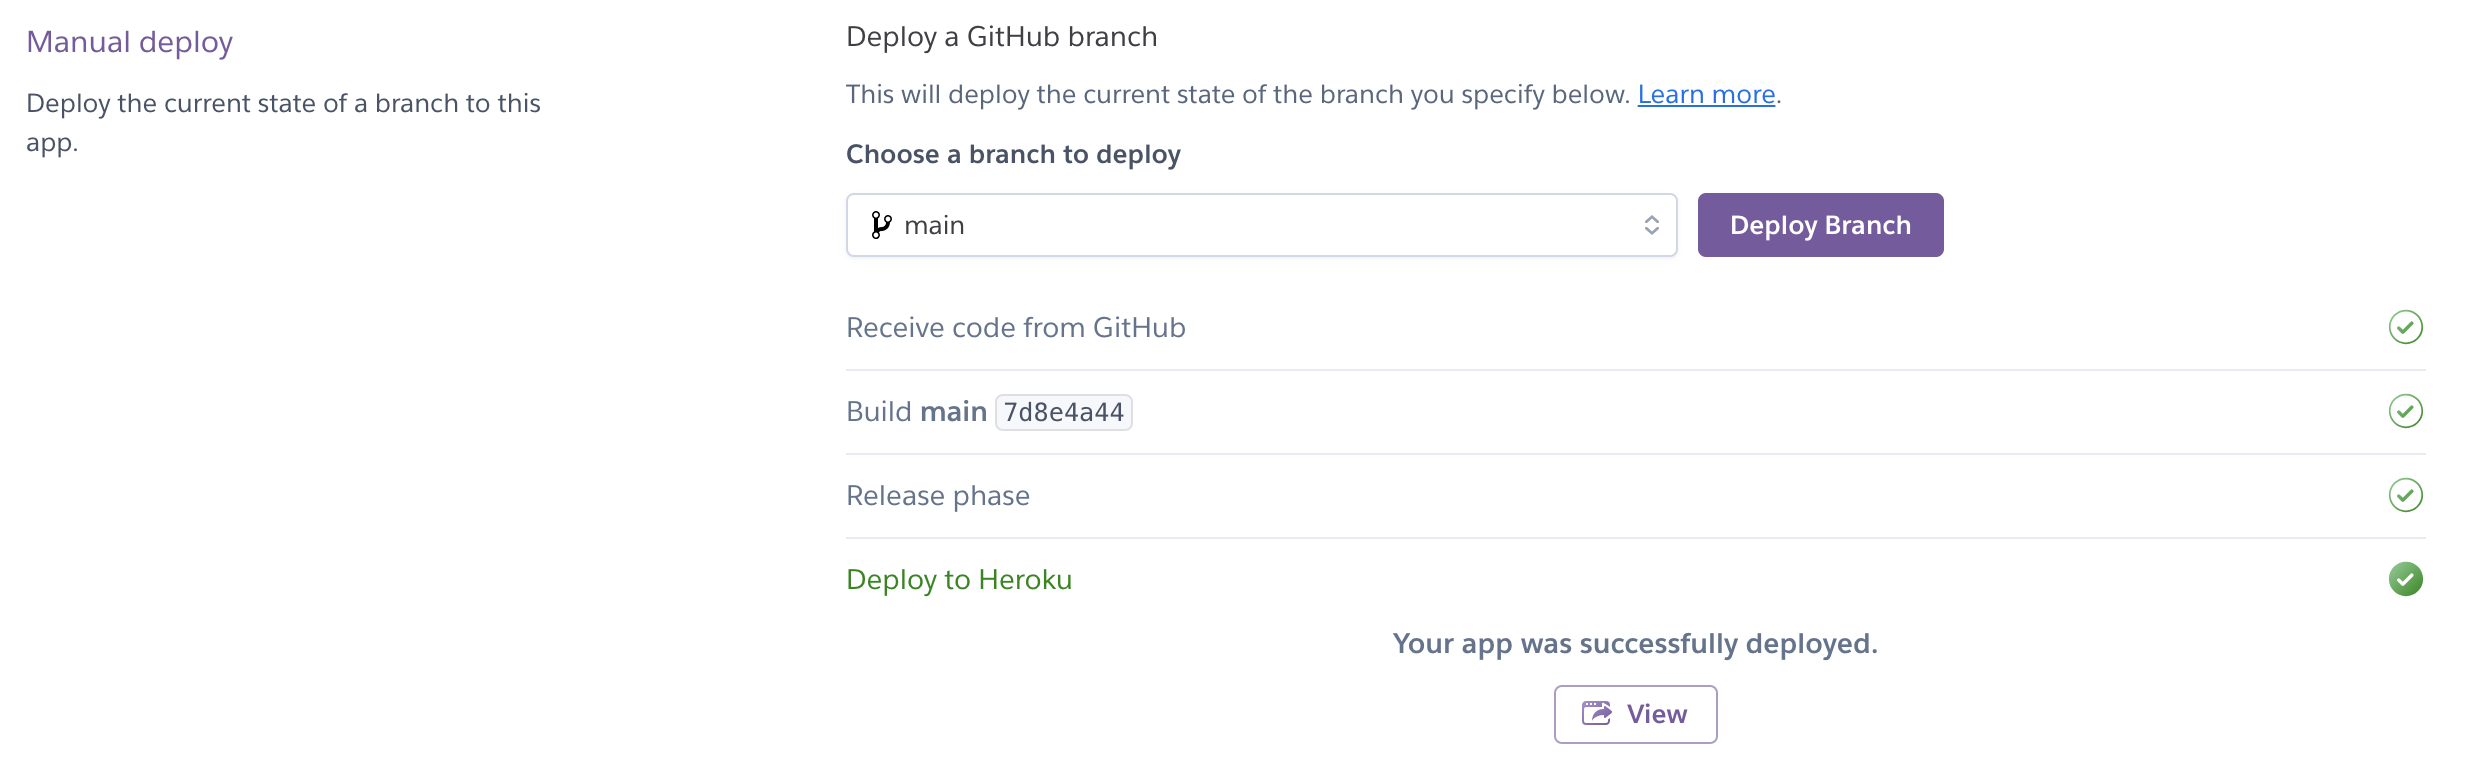 Manual deploy
Deploy the current state of a branch to this
app.
Deploy a GitHub branch
This will deploy the current state of the branch you specify below. Learn more.
Choose a branch to deploy
main
Deploy Branch
Receive code from GitHub
Build main 7d8e4a44
Release phase
Deploy to Heroku
Your app was successfully deployed.
View